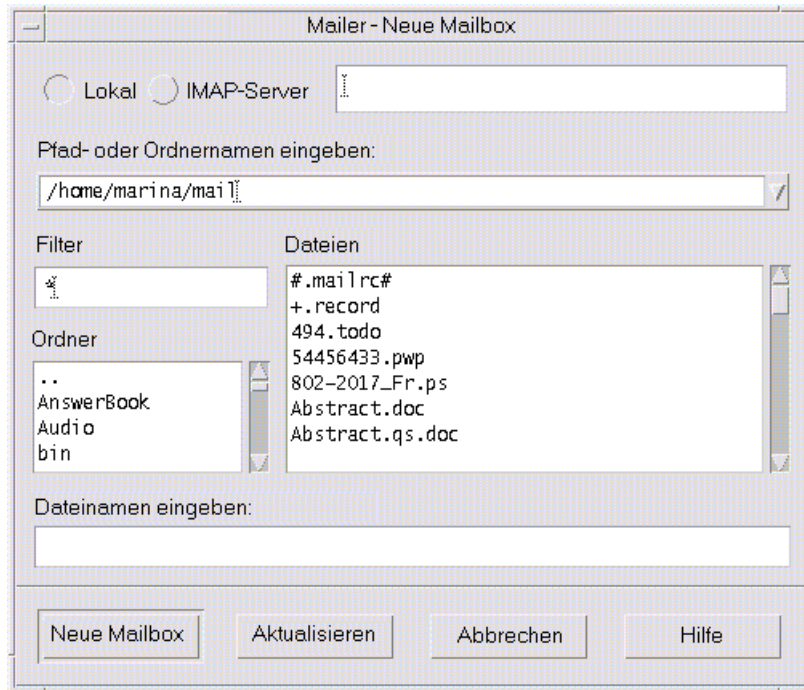 Mailer - Neue Mailbox
Lokal IMAP-Server
Pfad- oder Ordnernamen eingeben:
/home/marina/mail
Filter
*
Dateien
#.mailrc#
+.record
494.todo
54456433.pwp
802-2017_Fr.ps
Abstract.doc
Abstract.qs.doc
Ordner
..
AnswerBook
Audio
bin
Dateinamen eingeben:
Neue Mailbox Aktualisieren Abbrechen Hilfe